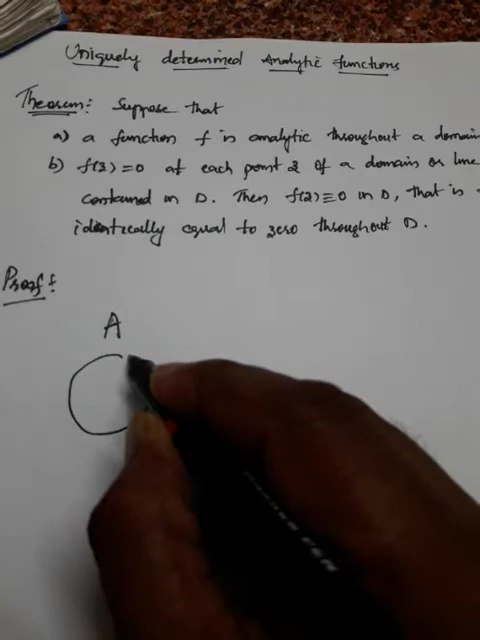 Uniquely determined Analytic functions
Theorem: Suppose that
a) a function f is analytic throughout a domain
b) f(z)=0 at each point z of a domain or line
contained in D. Then f(z)≡0 in D, that is
identically equal to zero throughout D.
Proof:
A